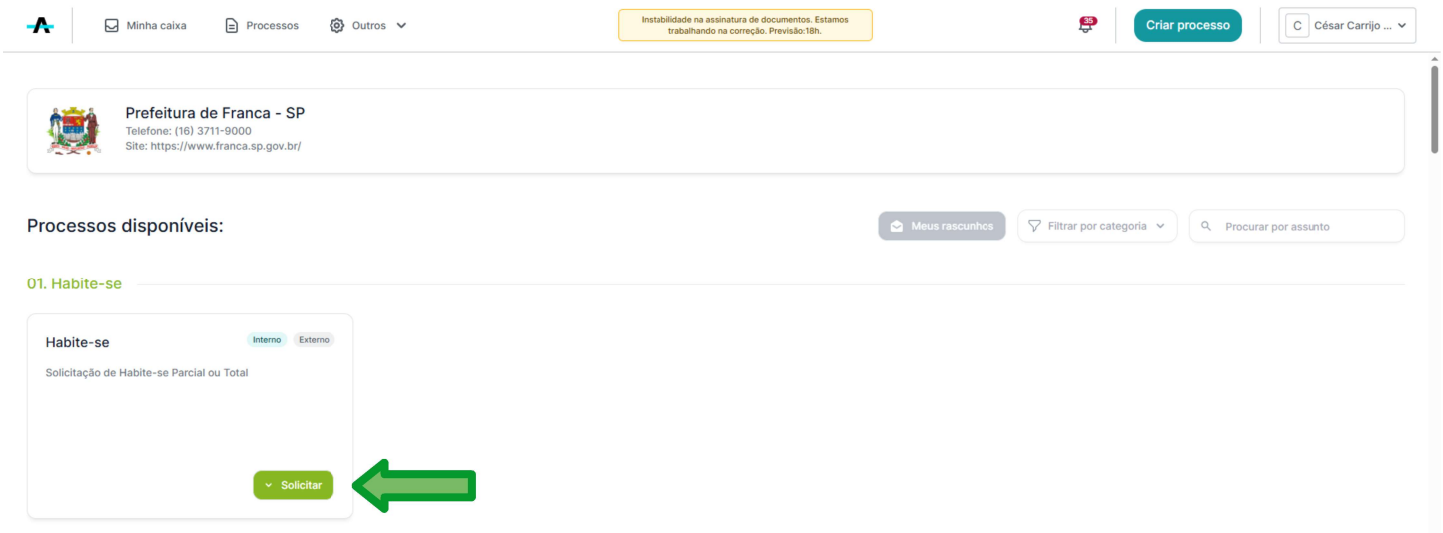 Minha caixa
Processos
Outros
Instabilidade na assinatura de documentos. Estamos
trabalhando na correção. Previsão:18h.
35
Criar processo
C
César Carrijo ...
Prefeitura de Franca - SP
Telefone: (16) 3711-9000
Site: https://www.franca.sp.gov.br/
Processos disponíveis:
Meus rascunhos
Filtrar por categoria
Procurar por assunto
01. Habite-se
Habite-se
Interno
Externo
Solicitação de Habite-se Parcial ou Total
Solicitar